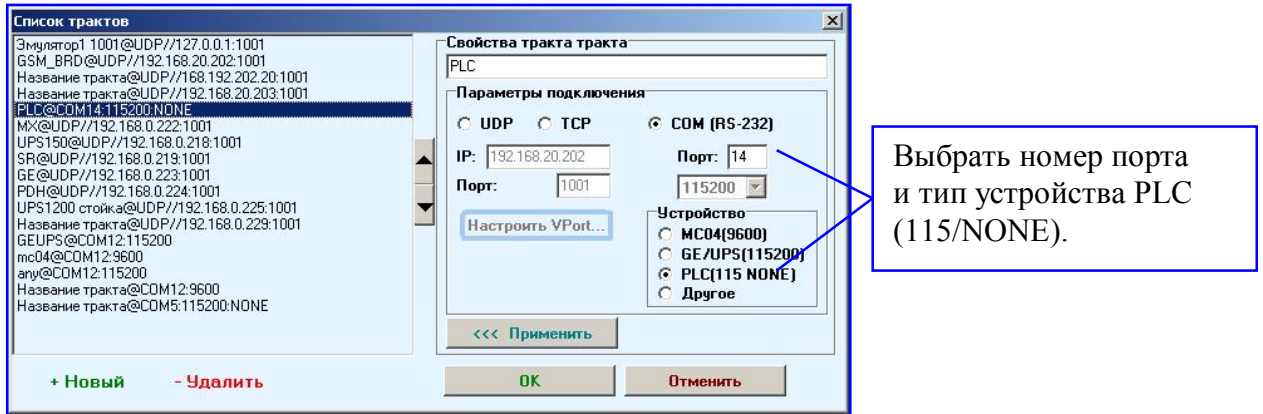 Список трактов
Эмулятор1 1001@UDP//127.0.0.1:1001
GSM_BRD@UDP//192.168.20.202:1001
Название тракта@UDP//168.192.202.20:1001
Название тракта@UDP//192.168.20.203:1001
PLC@COM14:115200:NONE
MX@UDP//192.168.0.222:1001
UPS150@UDP//192.168.0.218:1001
SR@UDP//192.168.0.219:1001
GE@UDP//192.168.0.223:1001
PDH@UDP//192.168.0.224:1001
UPS1200 стойка@UDP//192.168.0.225:1001
Название тракта@UDP//192.168.0.229:1001
GEUPS@COM12:115200
mc04@COM12:9600
any@COM12:115200
Название тракта@COM12:9600
Название тракта@COM5:115200:NONE
+ Новый - Удалить
Свойства тракта тракта
PLC
Параметры подключения
UDP TCP COM (RS-232)
IP: 192.168.20.202 Порт: 14
Порт: 1001 115200
Настроить VPort...
Устройство
MC04(9600)
GE/UPS(115200)
PLC(115 NONE)
Другое
<<< Применить
OK Отменить
Выбрать номер порта
и тип устройства PLC
(115/NONE).